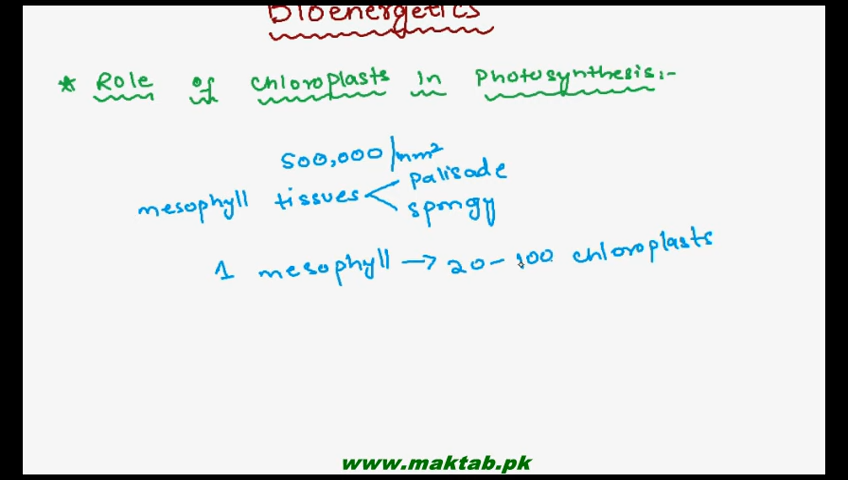 Bioenergetics
* Role of chloroplasts in Photosynthesis:-
500,000/mm²
mesophyll tissues < palisade
spongy
1 mesophyll → 20-100 chloroplasts
www.maktab.pk